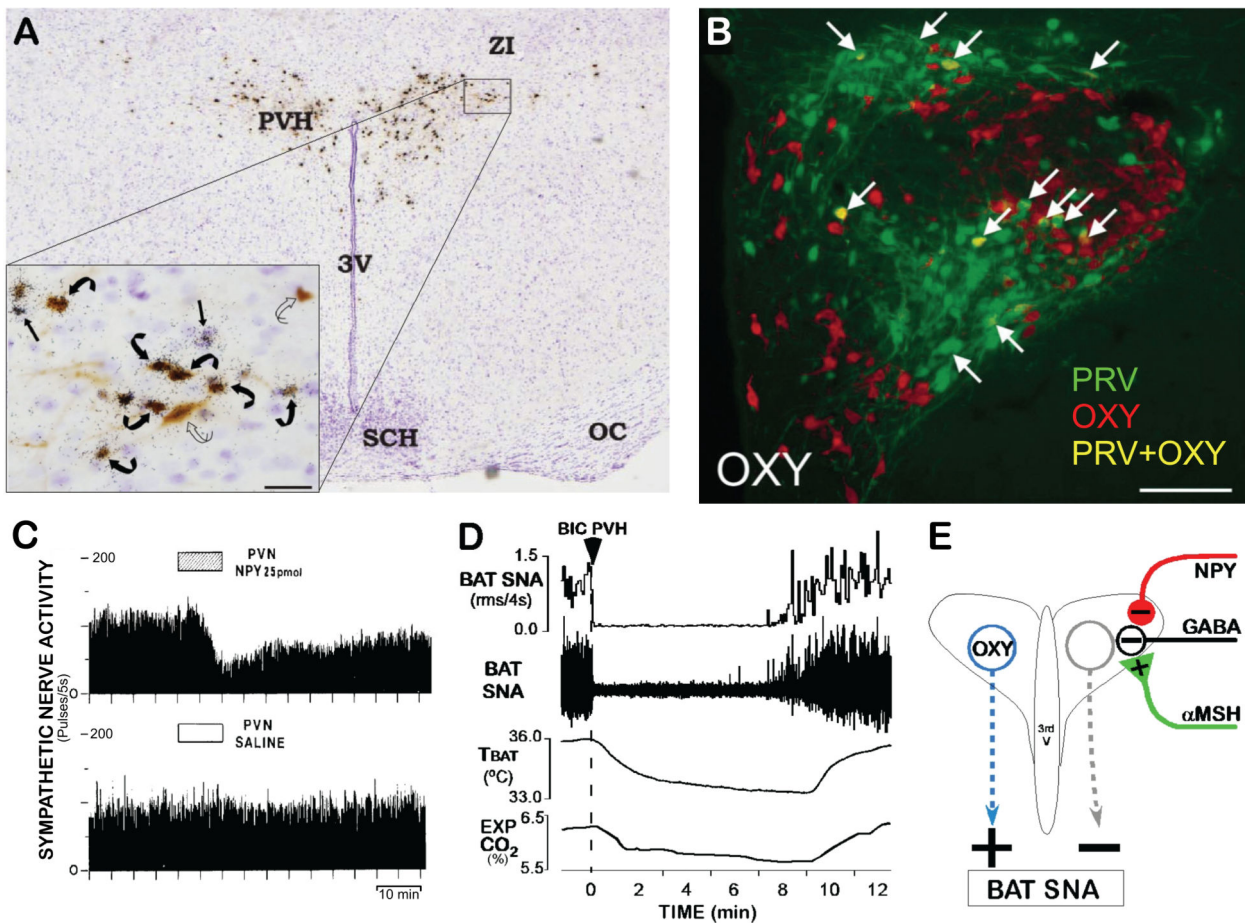 A
ZI
PVH
3V
SCH
OC
B
PRV
OXY
PRV+OXY
OXY
C
SYMPATHETIC NERVE ACTIVITY
(Pulses/5s)
200
PVN
NPY 25pmol
0
200
PVN
SALINE
0
10 min
D
BIC PVH
1.5
BAT SNA
(rms/4s)
0.0
BAT
SNA
36.0
TBAT
(ºC)
33.0
6.5
EXP
CO2
(%)
5.5
0 2 4 6 8 10 12
TIME (min)
E
NPY
GABA
αMSH
OXY
3rd
V
+ −
BAT SNA